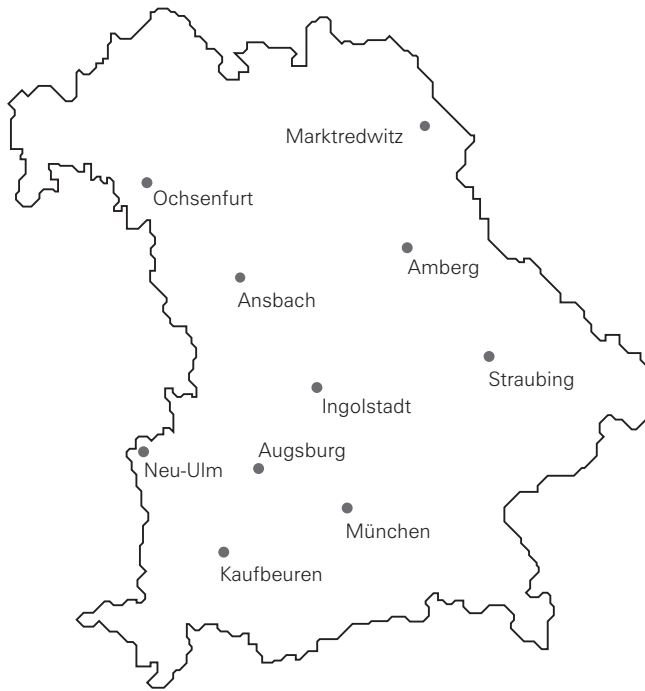 Marktredwitz
Ochsenfurt
Amberg
Ansbach
Straubing
Ingolstadt
Augsburg
Neu-Ulm
München
Kaufbeuren